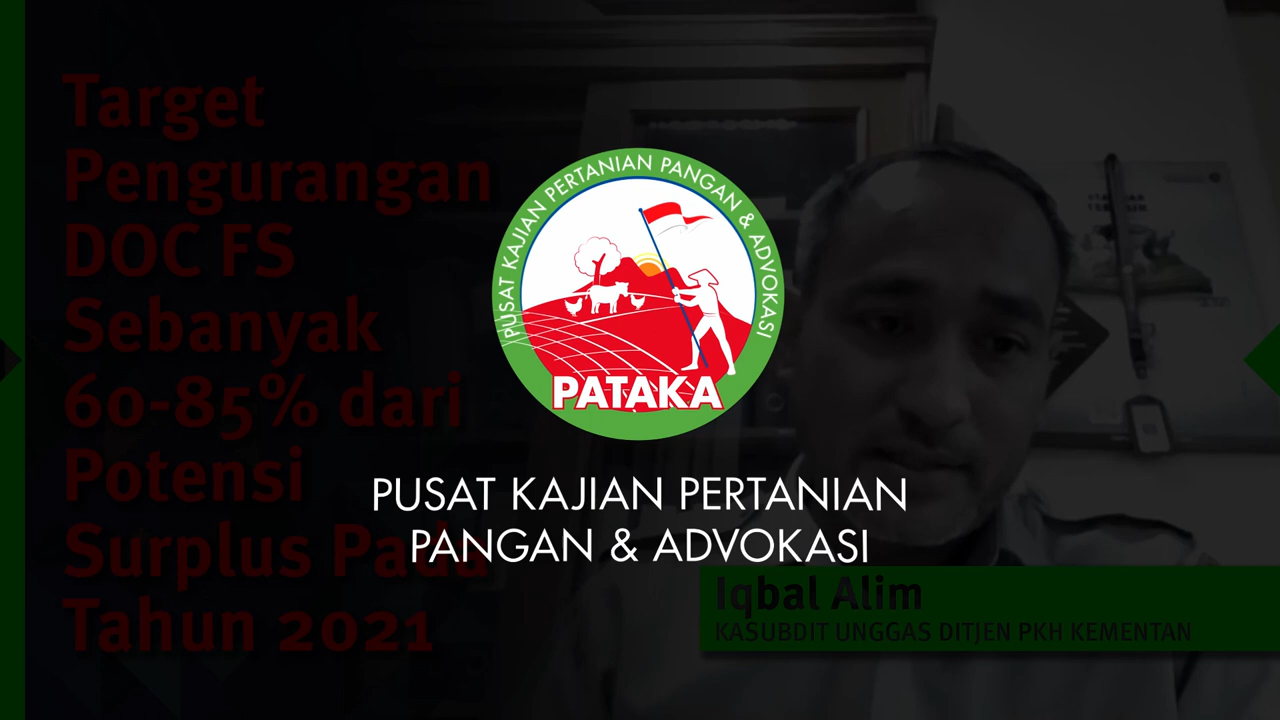 Target
Pengurangan
DOC FS
Sebanyak
60-85% dari
Potensi
Surplus Pada
Tahun 2021
PUSAT KAJIAN PERTANIAN PANGAN & ADVOKASI
PATAKA
PUSAT KAJIAN PERTANIAN
PANGAN & ADVOKASI
Iqbal Alim
KASUBDIT UNGGAS DITJEN PKH KEMENTAN